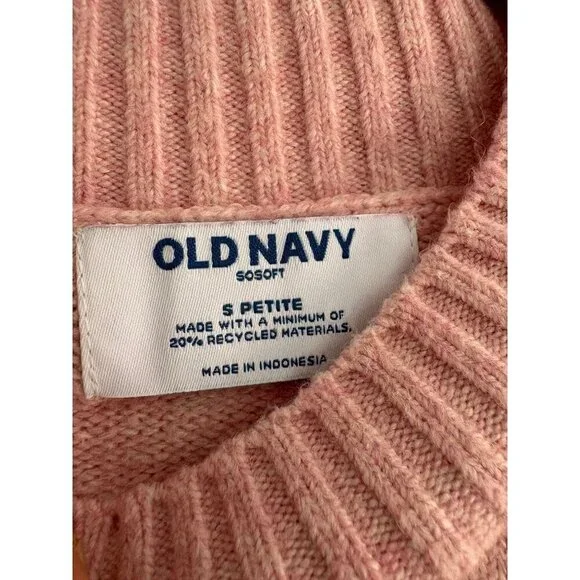 OLD NAVY
SOSOFT
S PETITE
MADE WITH A MINIMUM OF
20% RECYCLED MATERIALS.
MADE IN INDONESIA